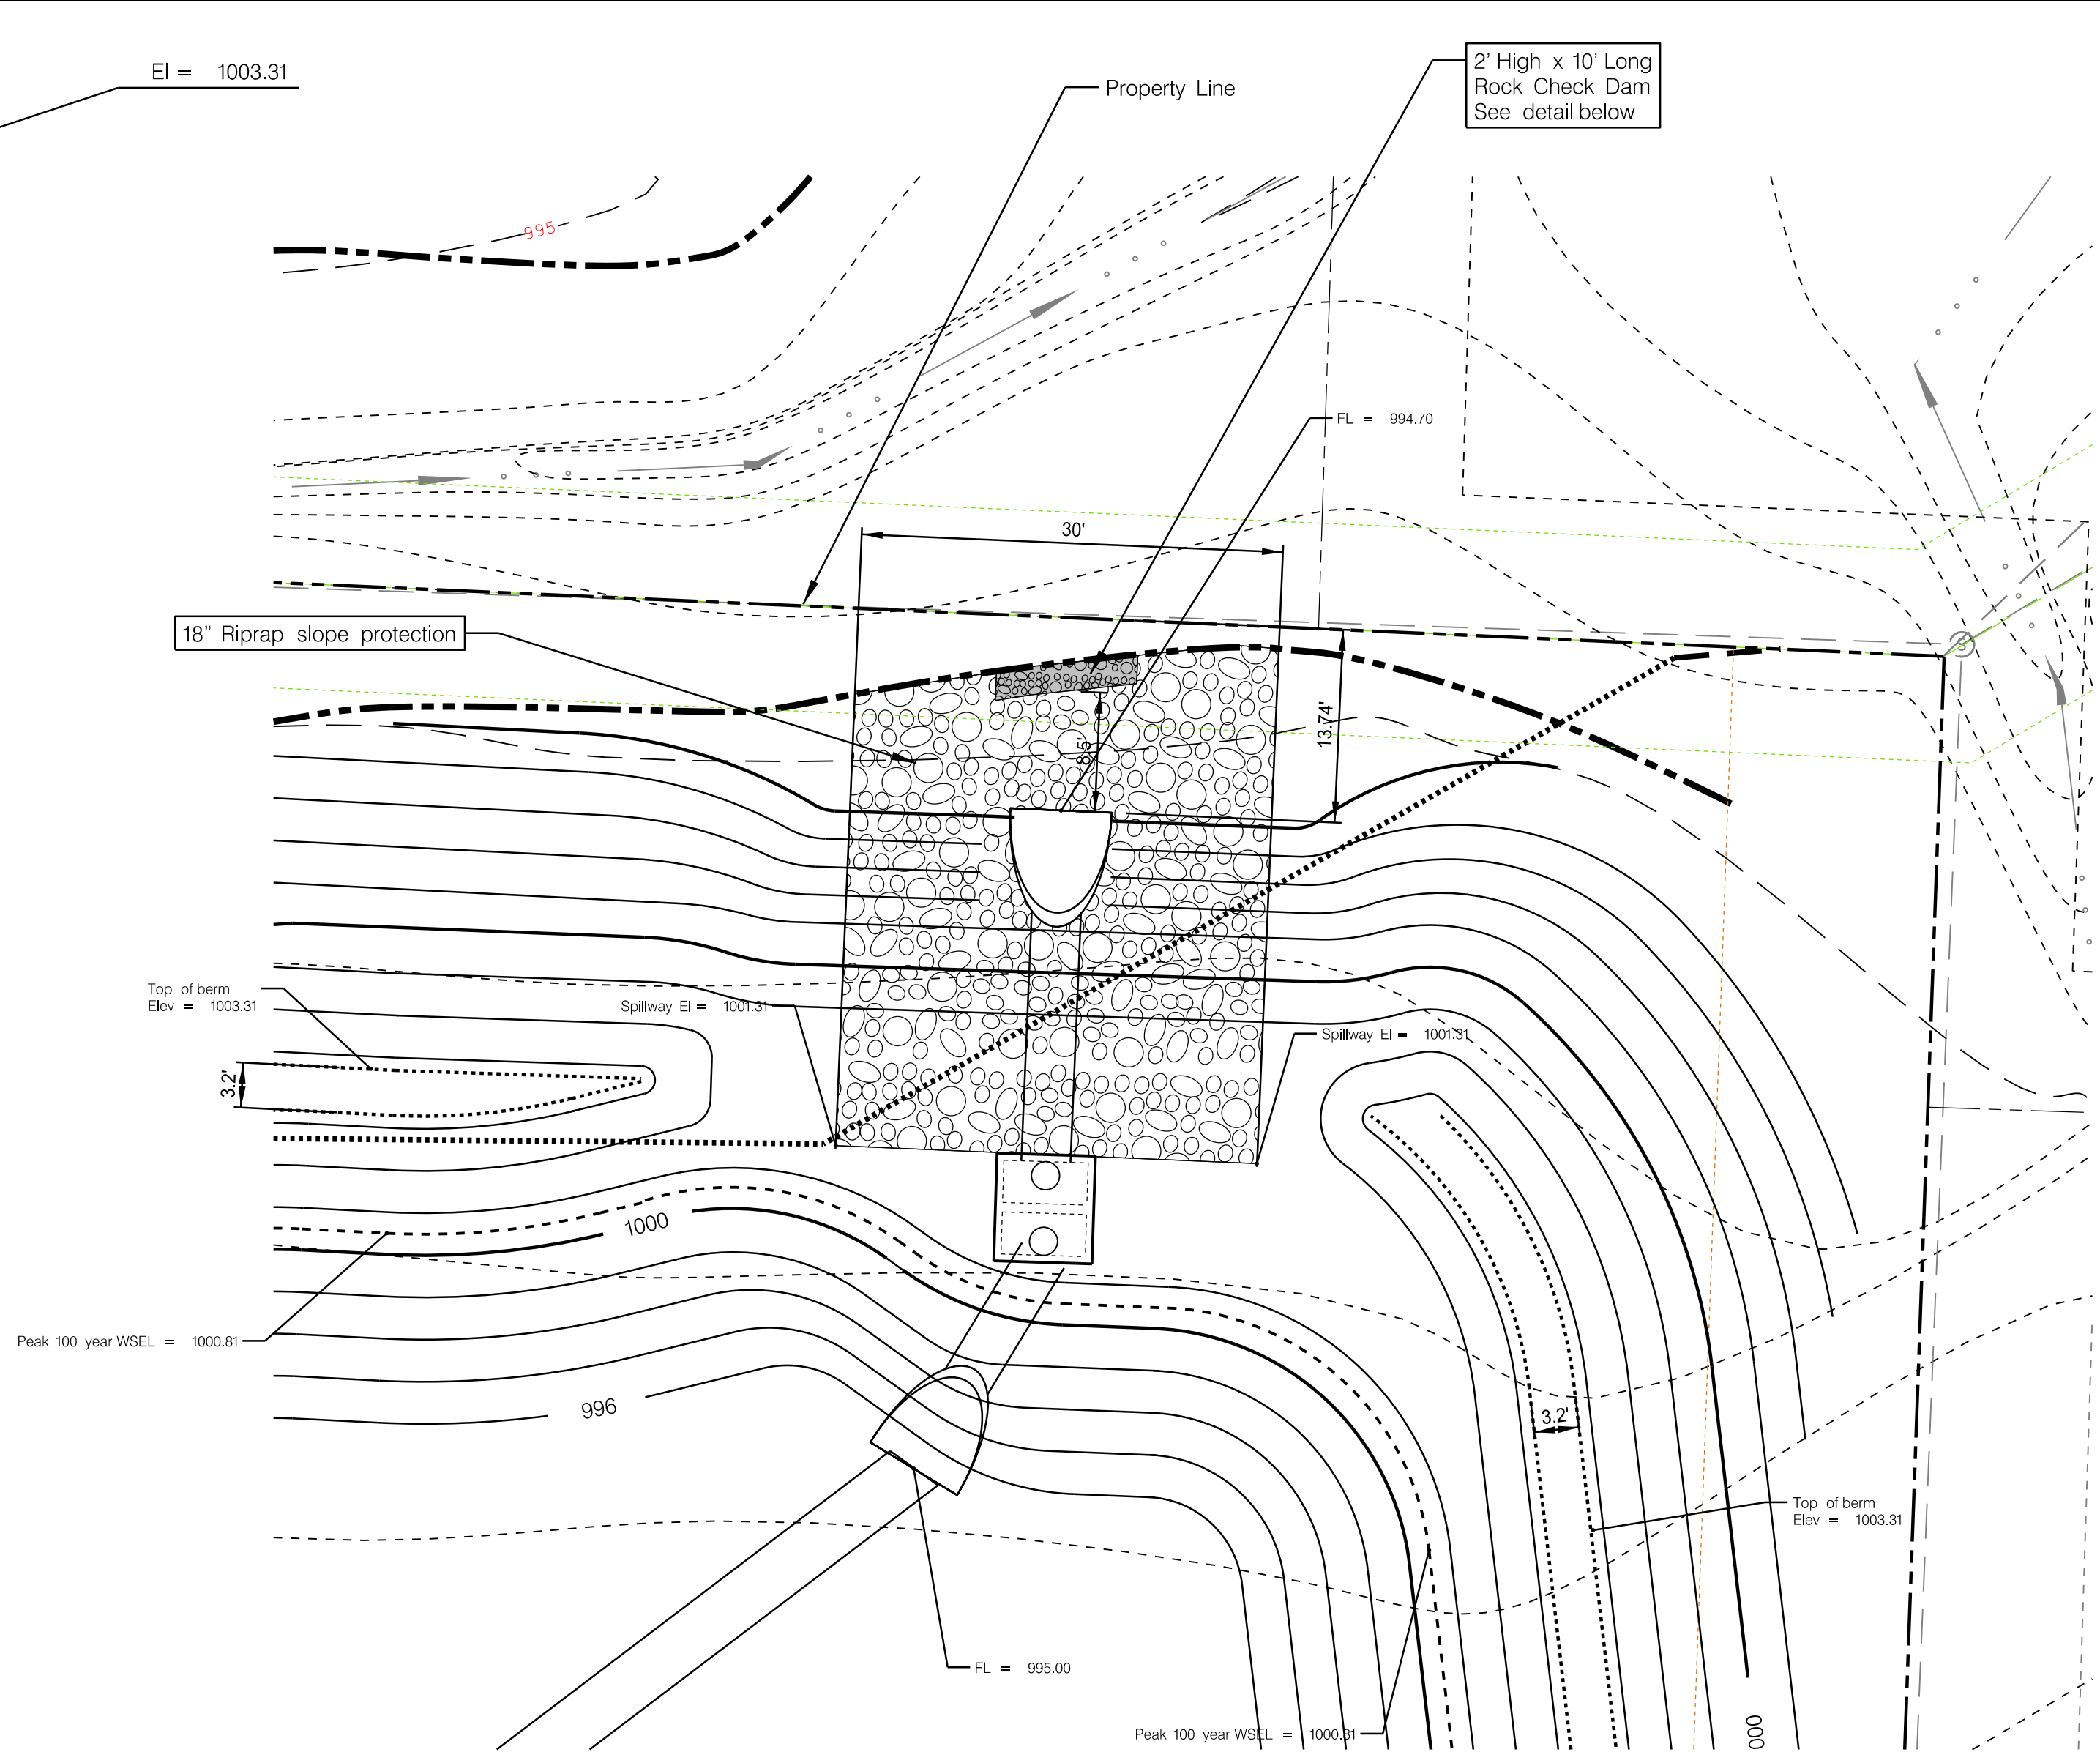 El = 1003.31
2' High x 10' Long
Rock Check Dam
See detail below
Property Line
995
FL = 994.70
30'
18" Riprap slope protection
13.74'
8.5'
Top of berm
Elev = 1003.31
Spillway El = 1001.31
Spillway El = 1001.31
3.2'
1000
Peak 100 year WSEL = 1000.81
996
3.2'
Top of berm
Elev = 1003.31
FL = 995.00
Peak 100 year WSEL = 1000.81
000
S